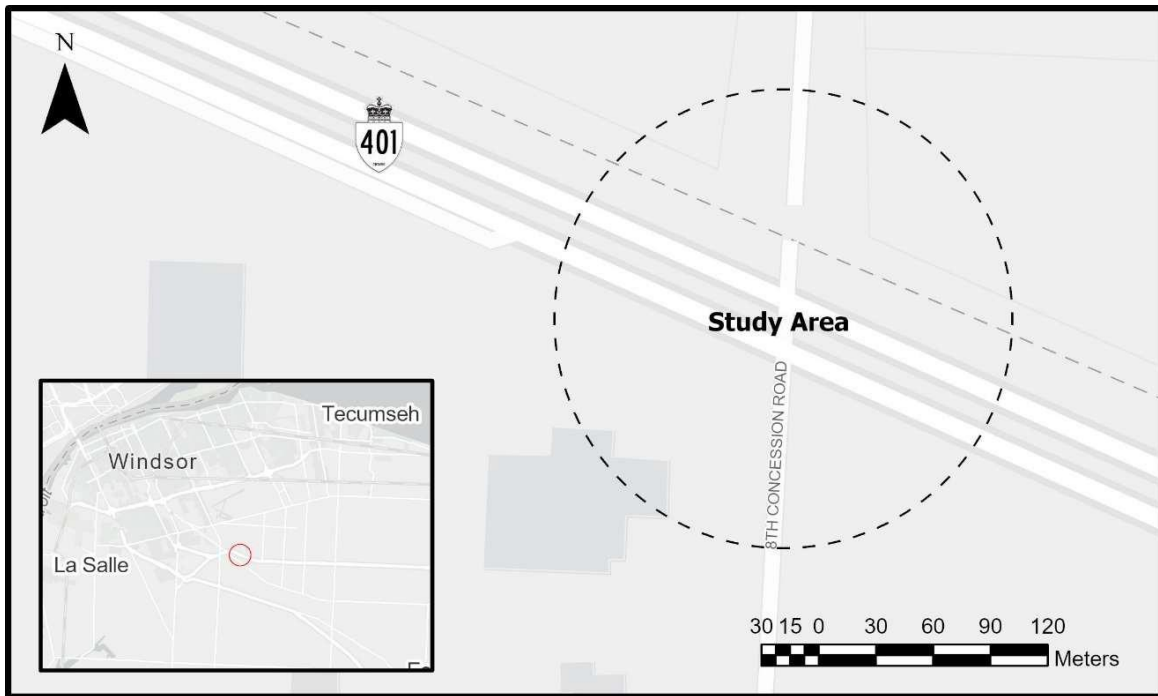 N
401
Study Area
8TH CONCESSION ROAD
Tecumseh
Windsor
La Salle
30 15 0 30 60 90 120
Meters